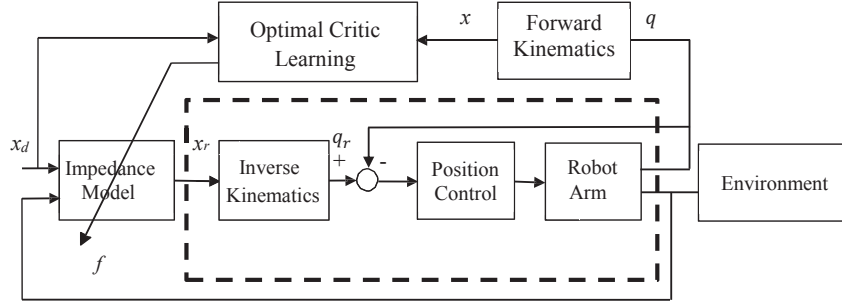 Optimal Critic
Learning
x
Forward
Kinematics
q
x_d
Impedance
Model
x_r
Inverse
Kinematics
q_r
+
-
Position
Control
Robot
Arm
Environment
f